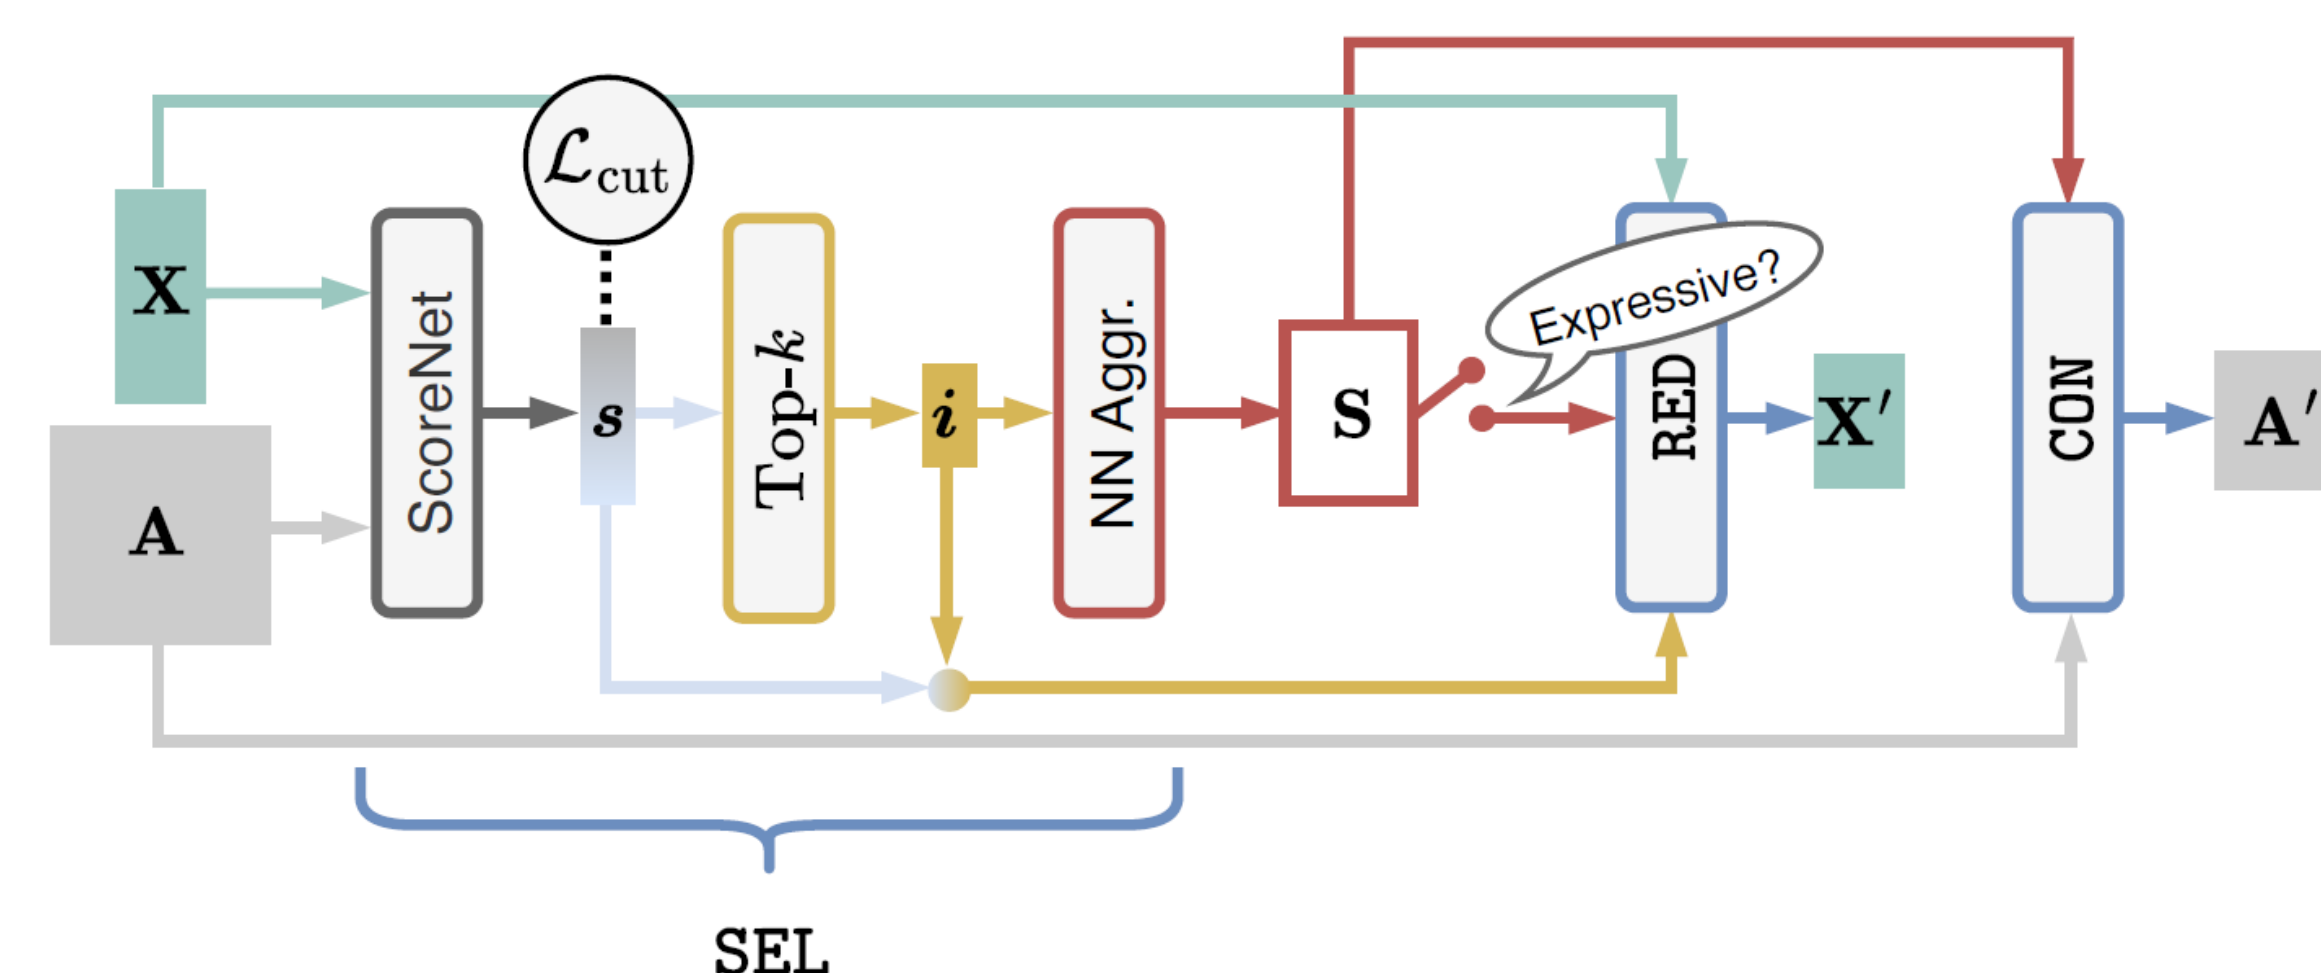 𝓛cut
X
A
ScoreNet
s
Top-k
i
NN Aggr.
S
Expressive?
RED
X′
CON
A′
SEL